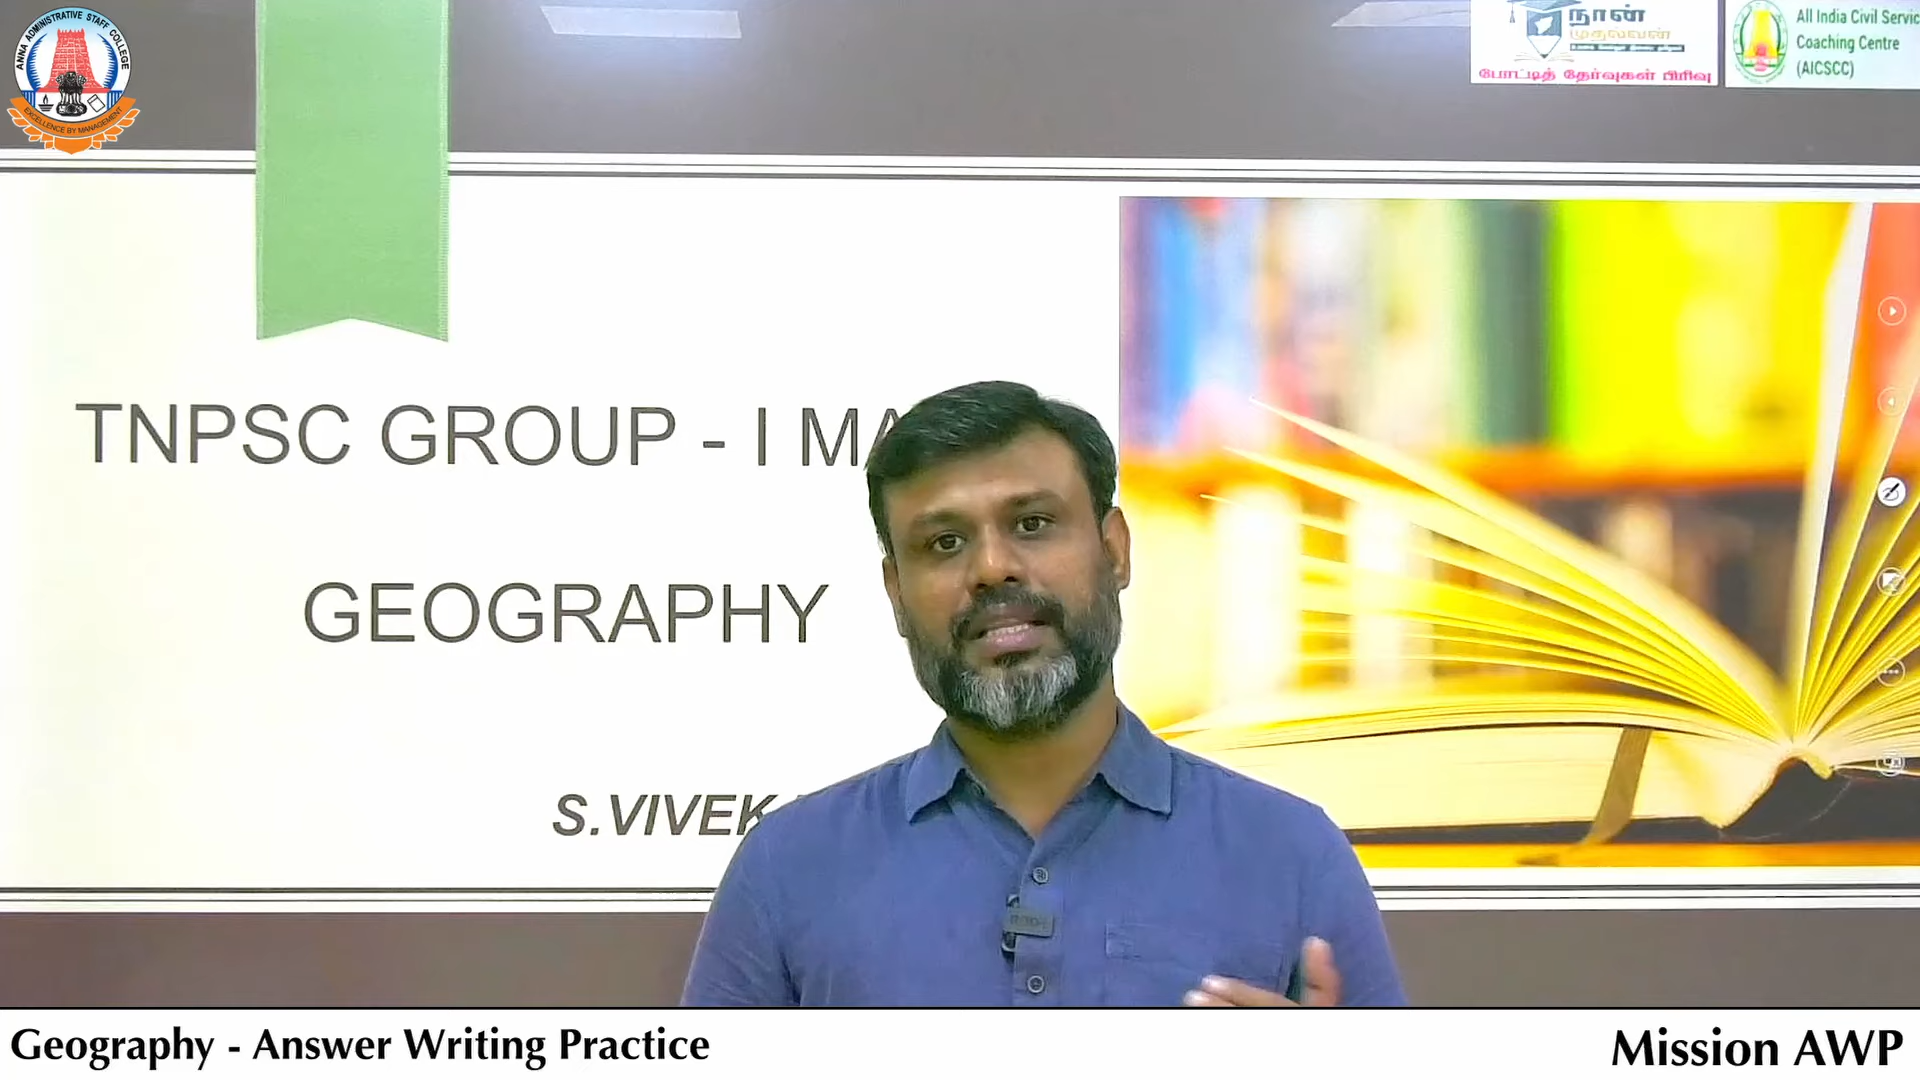 ANNA ADMINISTRATIVE STAFF COLLEGE
EXCELLENCE BY MANAGEMENT
நான்
முதல்வன்
போட்டித் தேர்வுகள் பிரிவு
All India Civil Servic
Coaching Centre
(AICSCC)
TNPSC GROUP - I MA
GEOGRAPHY
S.VIVEK
Geography - Answer Writing Practice
Mission AWP